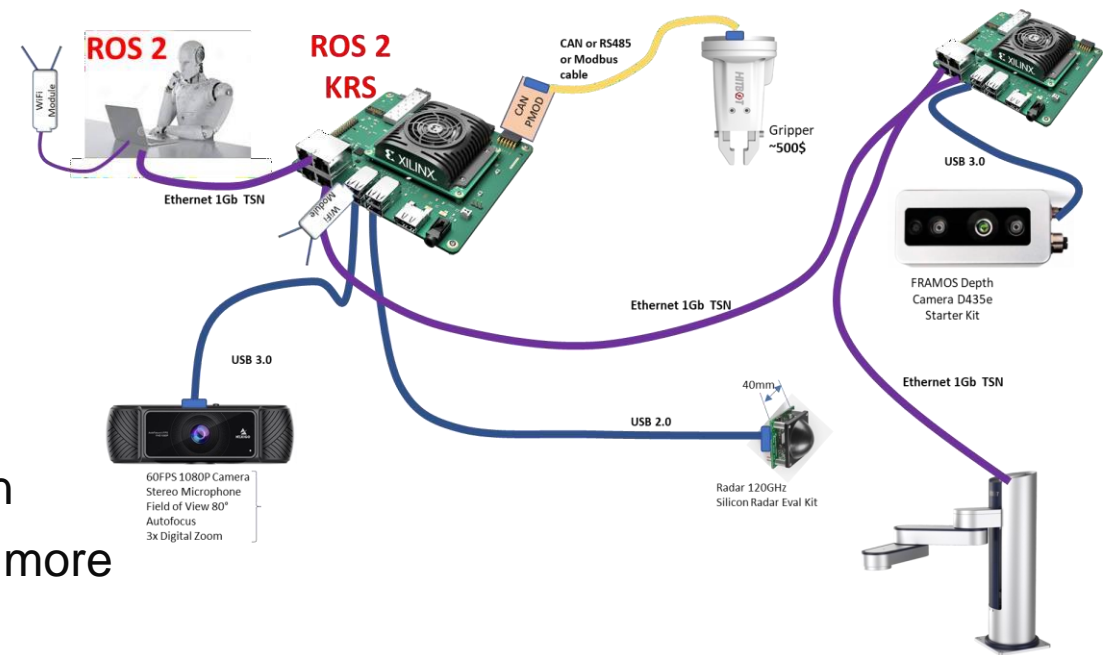 ROS 2
WiFi
Module
Ethernet 1Gb TSN
ROS 2
KRS
XILINX
WiFi
Module
CAN
PMOD
CAN or RS485
or Modbus
cable
HITBOT
Gripper
~500$
XILINX
USB 3.0
FRAMOS Depth
Camera D435e
Starter Kit
Ethernet 1Gb TSN
Ethernet 1Gb TSN
USB 3.0
60FPS 1080P Camera
Stereo Microphone
Field of View 80°
Autofocus
3x Digital Zoom
USB 2.0
40mm
Radar 120GHz
Silicon Radar Eval Kit
n
more